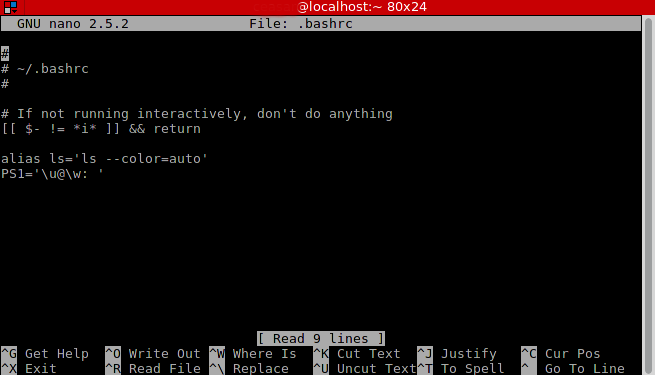 @localhost:~ 80x24
GNU nano 2.5.2 File: .bashrc
#
# ~/.bashrc
#
# If not running interactively, don't do anything
[[ $- != *i* ]] && return
alias ls='ls --color=auto'
PS1='\u@\w: '
[ Read 9 lines ]
^G Get Help ^O Write Out ^W Where Is ^K Cut Text ^J Justify ^C Cur Pos
^X Exit ^R Read File ^\ Replace ^U Uncut Text ^T To Spell ^_ Go To Line